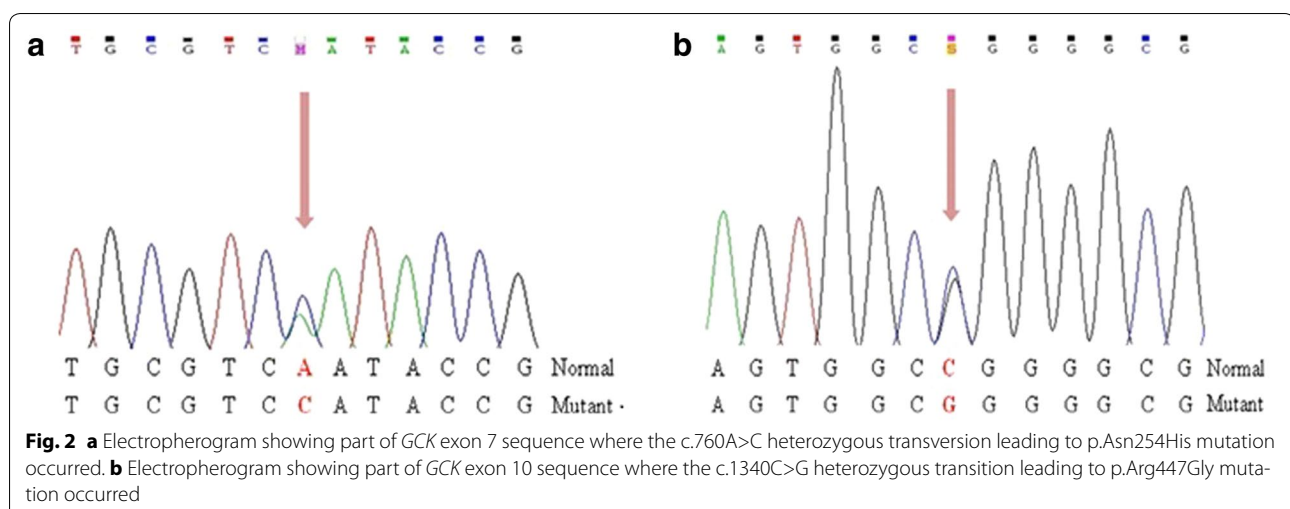 a T G C G T C M A T A C C G b A G T G G C S G G G G C G
T G C G T C A A T A C C G Normal A G T G G C C G G G G C G Normal
T G C G T C C A T A C C G Mutant · A G T G G C G G G G G C G Mutant
Fig. 2 a Electropherogram showing part of GCK exon 7 sequence where the c.760A>C heterozygous transversion leading to p.Asn254His mutation
occurred. b Electropherogram showing part of GCK exon 10 sequence where the c.1340C>G heterozygous transition leading to p.Arg447Gly muta-
tion occurred